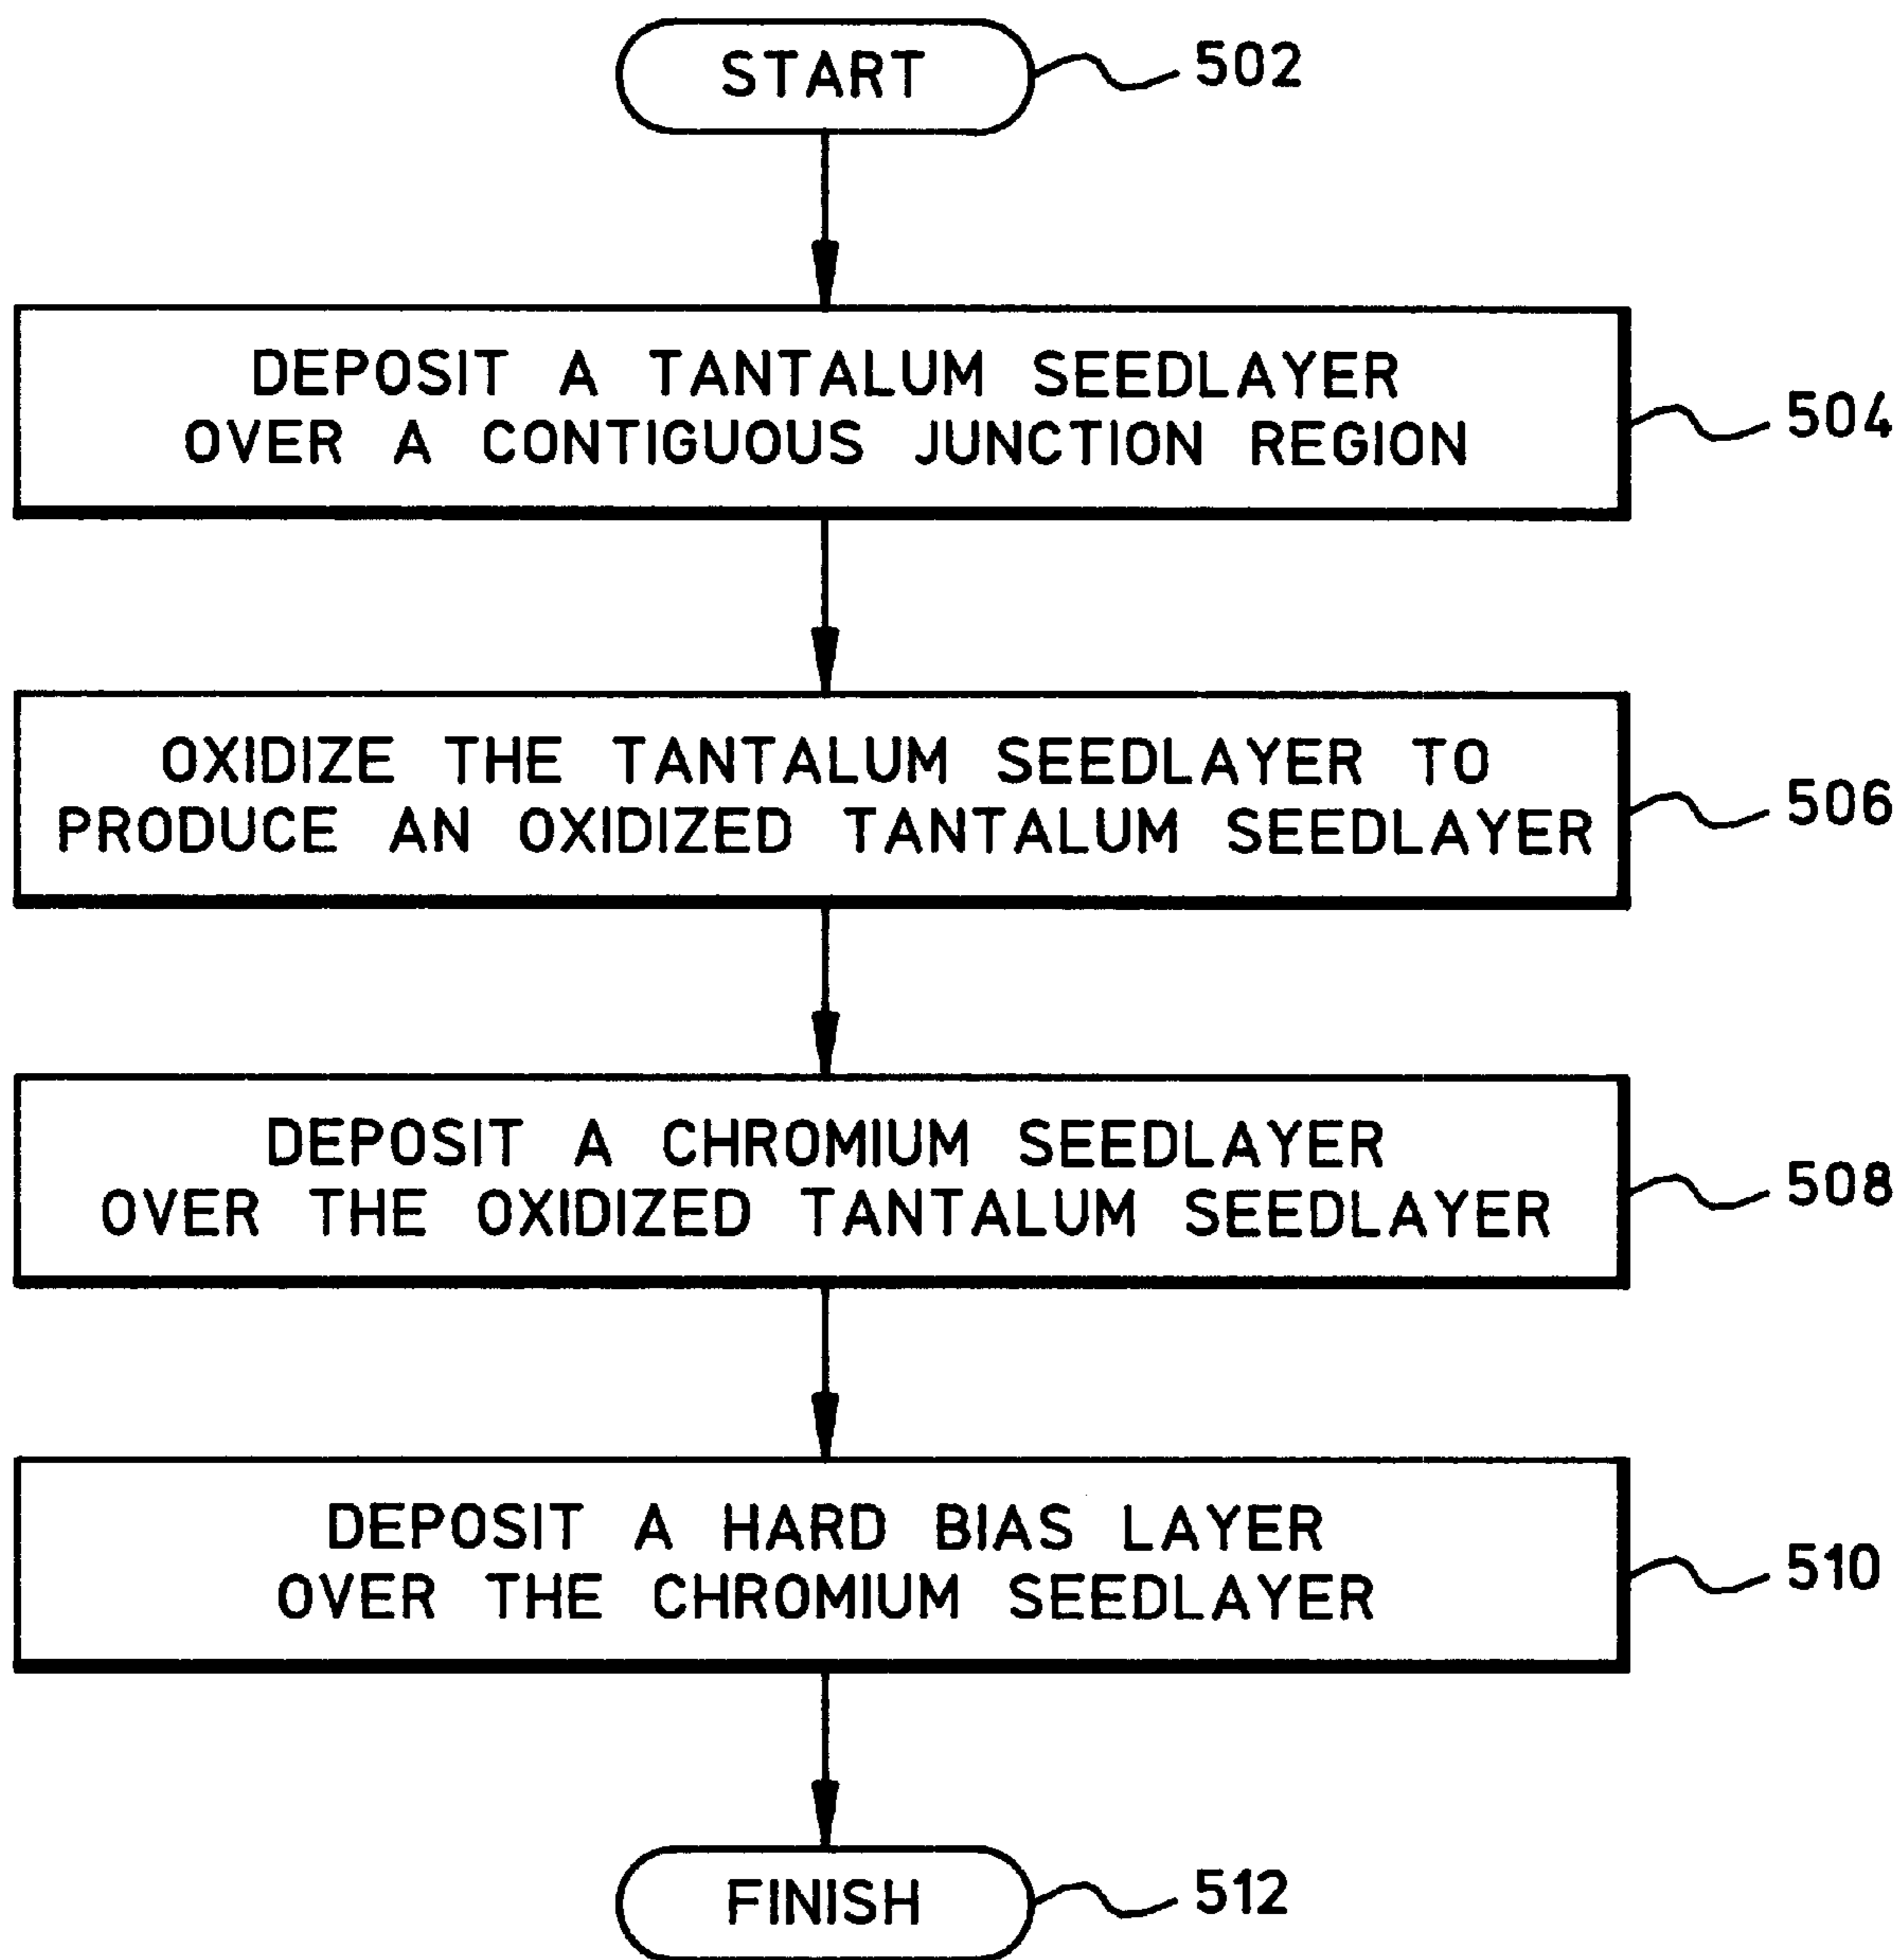 START
502
DEPOSIT A TANTALUM SEEDLAYER
OVER A CONTIGUOUS JUNCTION REGION
504
OXIDIZE THE TANTALUM SEEDLAYER TO
PRODUCE AN OXIDIZED TANTALUM SEEDLAYER
506
DEPOSIT A CHROMIUM SEEDLAYER
OVER THE OXIDIZED TANTALUM SEEDLAYER
508
DEPOSIT A HARD BIAS LAYER
OVER THE CHROMIUM SEEDLAYER
510
FINISH
512